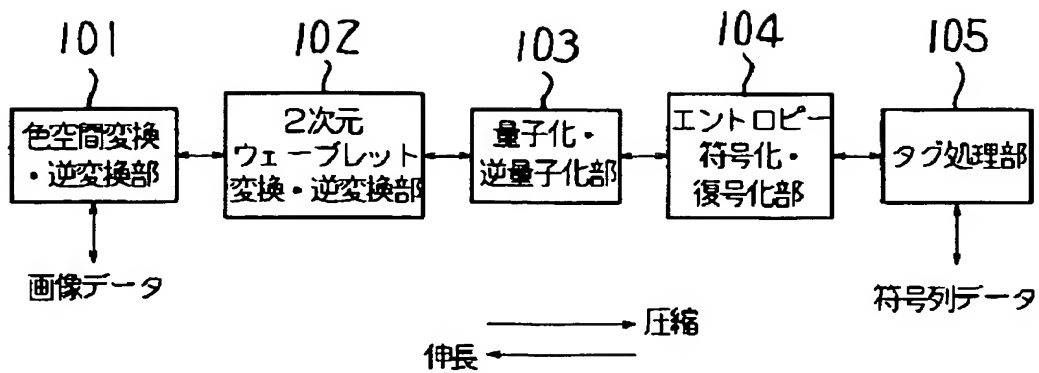 101
102
103
104
105
色空間変換
・逆変換部
2次元
ウェーブレット
変換・逆変換部
量子化・
逆量子化部
エントロピー
符号化・
復号化部
タグ処理部
画像データ
符号列データ
圧縮
伸長